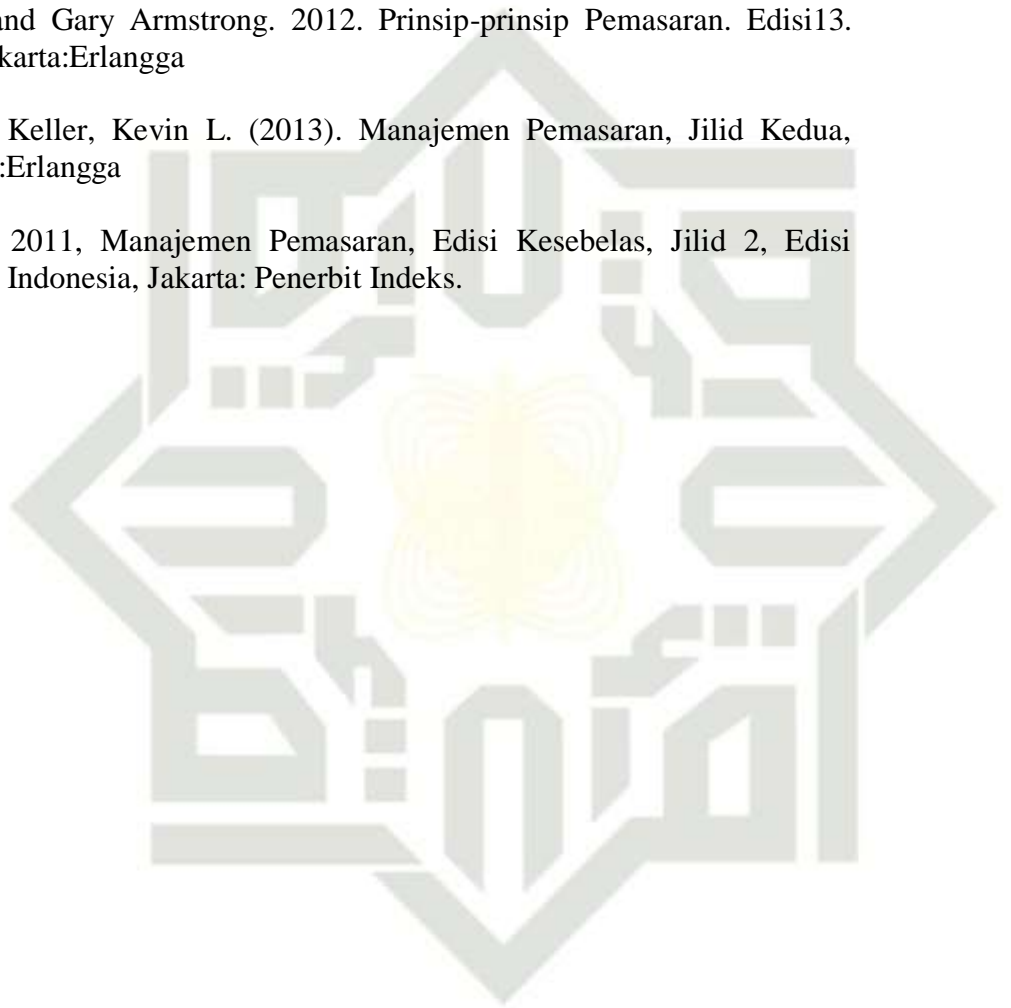 and Gary Armstrong. 2012. Prinsip-prinsip Pemasaran. Edisi13.
karta:Erlangga
Keller, Kevin L. (2013). Manajemen Pemasaran, Jilid Kedua,
:Erlangga
2011, Manajemen Pemasaran, Edisi Kesebelas, Jilid 2, Edisi
Indonesia, Jakarta: Penerbit Indeks.